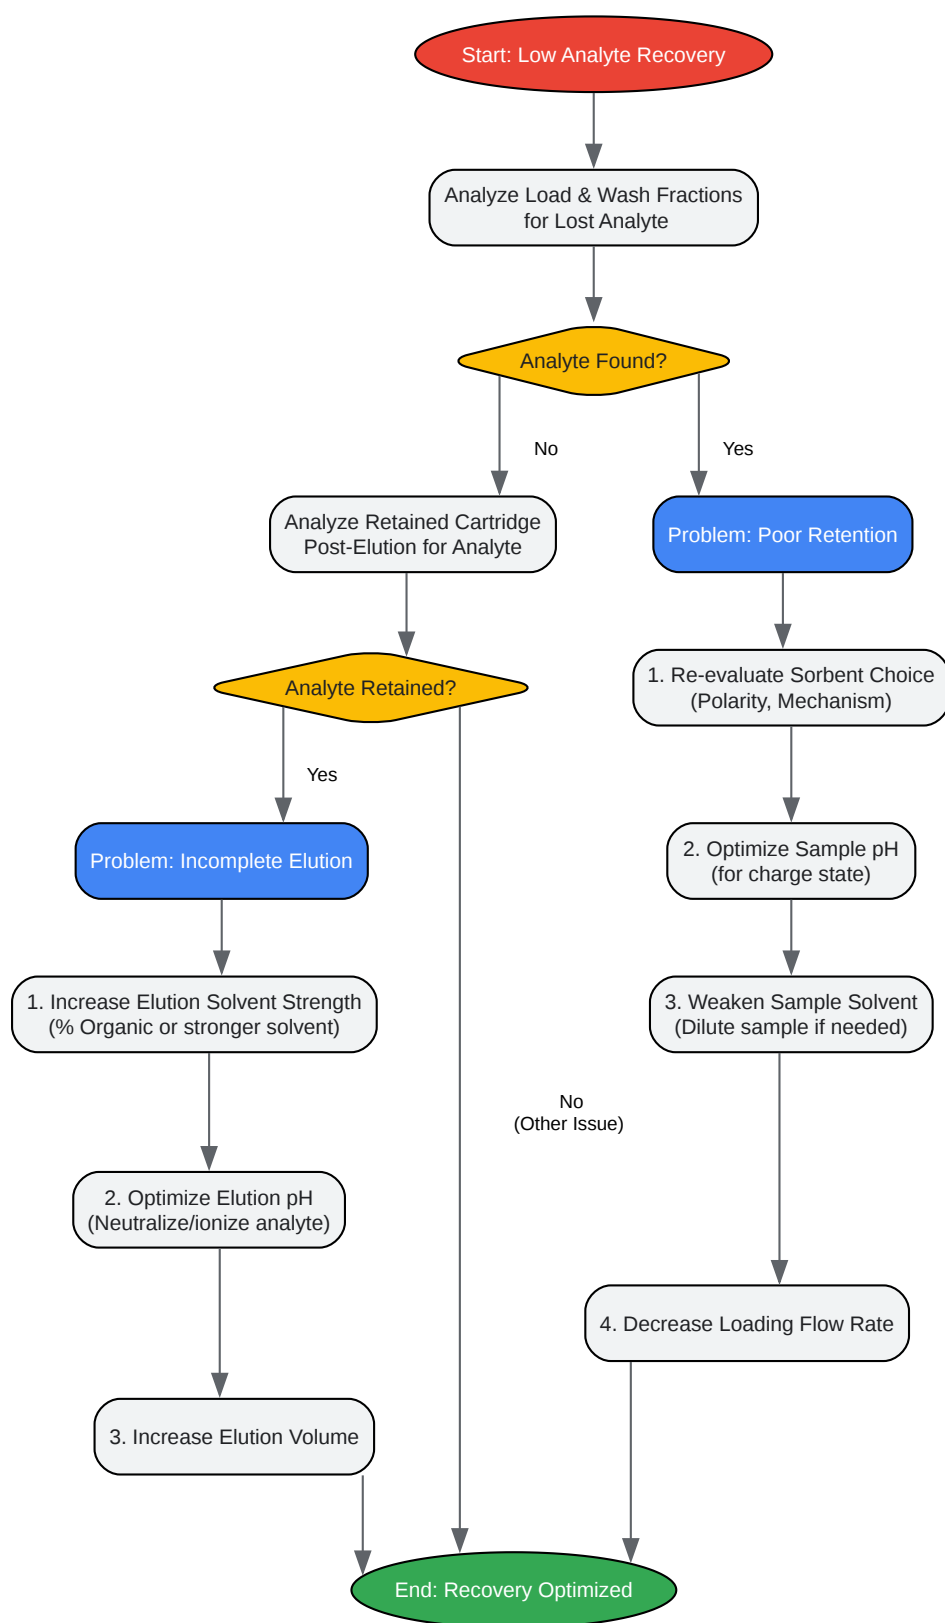 Start: Low Analyte Recovery
Analyze Load & Wash Fractions
for Lost Analyte
Analyte Found?
No
Yes
Analyze Retained Cartridge
Post-Elution for Analyte
Problem: Poor Retention
1. Re-evaluate Sorbent Choice
(Polarity, Mechanism)
Analyte Retained?
Yes
Problem: Incomplete Elution
2. Optimize Sample pH
(for charge state)
1. Increase Elution Solvent Strength
(% Organic or stronger solvent)
3. Weaken Sample Solvent
(Dilute sample if needed)
No
(Other Issue)
2. Optimize Elution pH
(Neutralize/ionize analyte)
4. Decrease Loading Flow Rate
3. Increase Elution Volume
End: Recovery Optimized